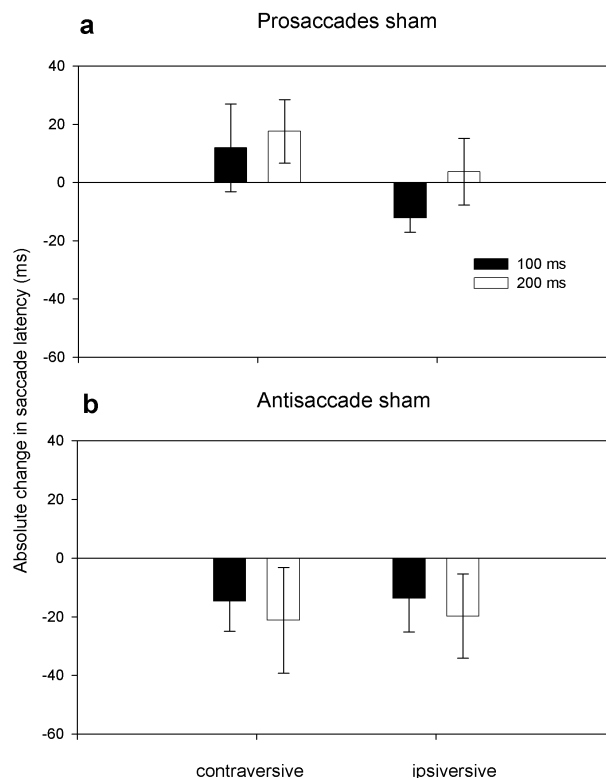 a
Prosaccades sham
40
20
0
-20
-40
-60
100 ms
200 ms
Absolute change in saccade latency (ms)
b
Antisaccade sham
40
20
0
-20
-40
-60
contraversive
ipsiversive